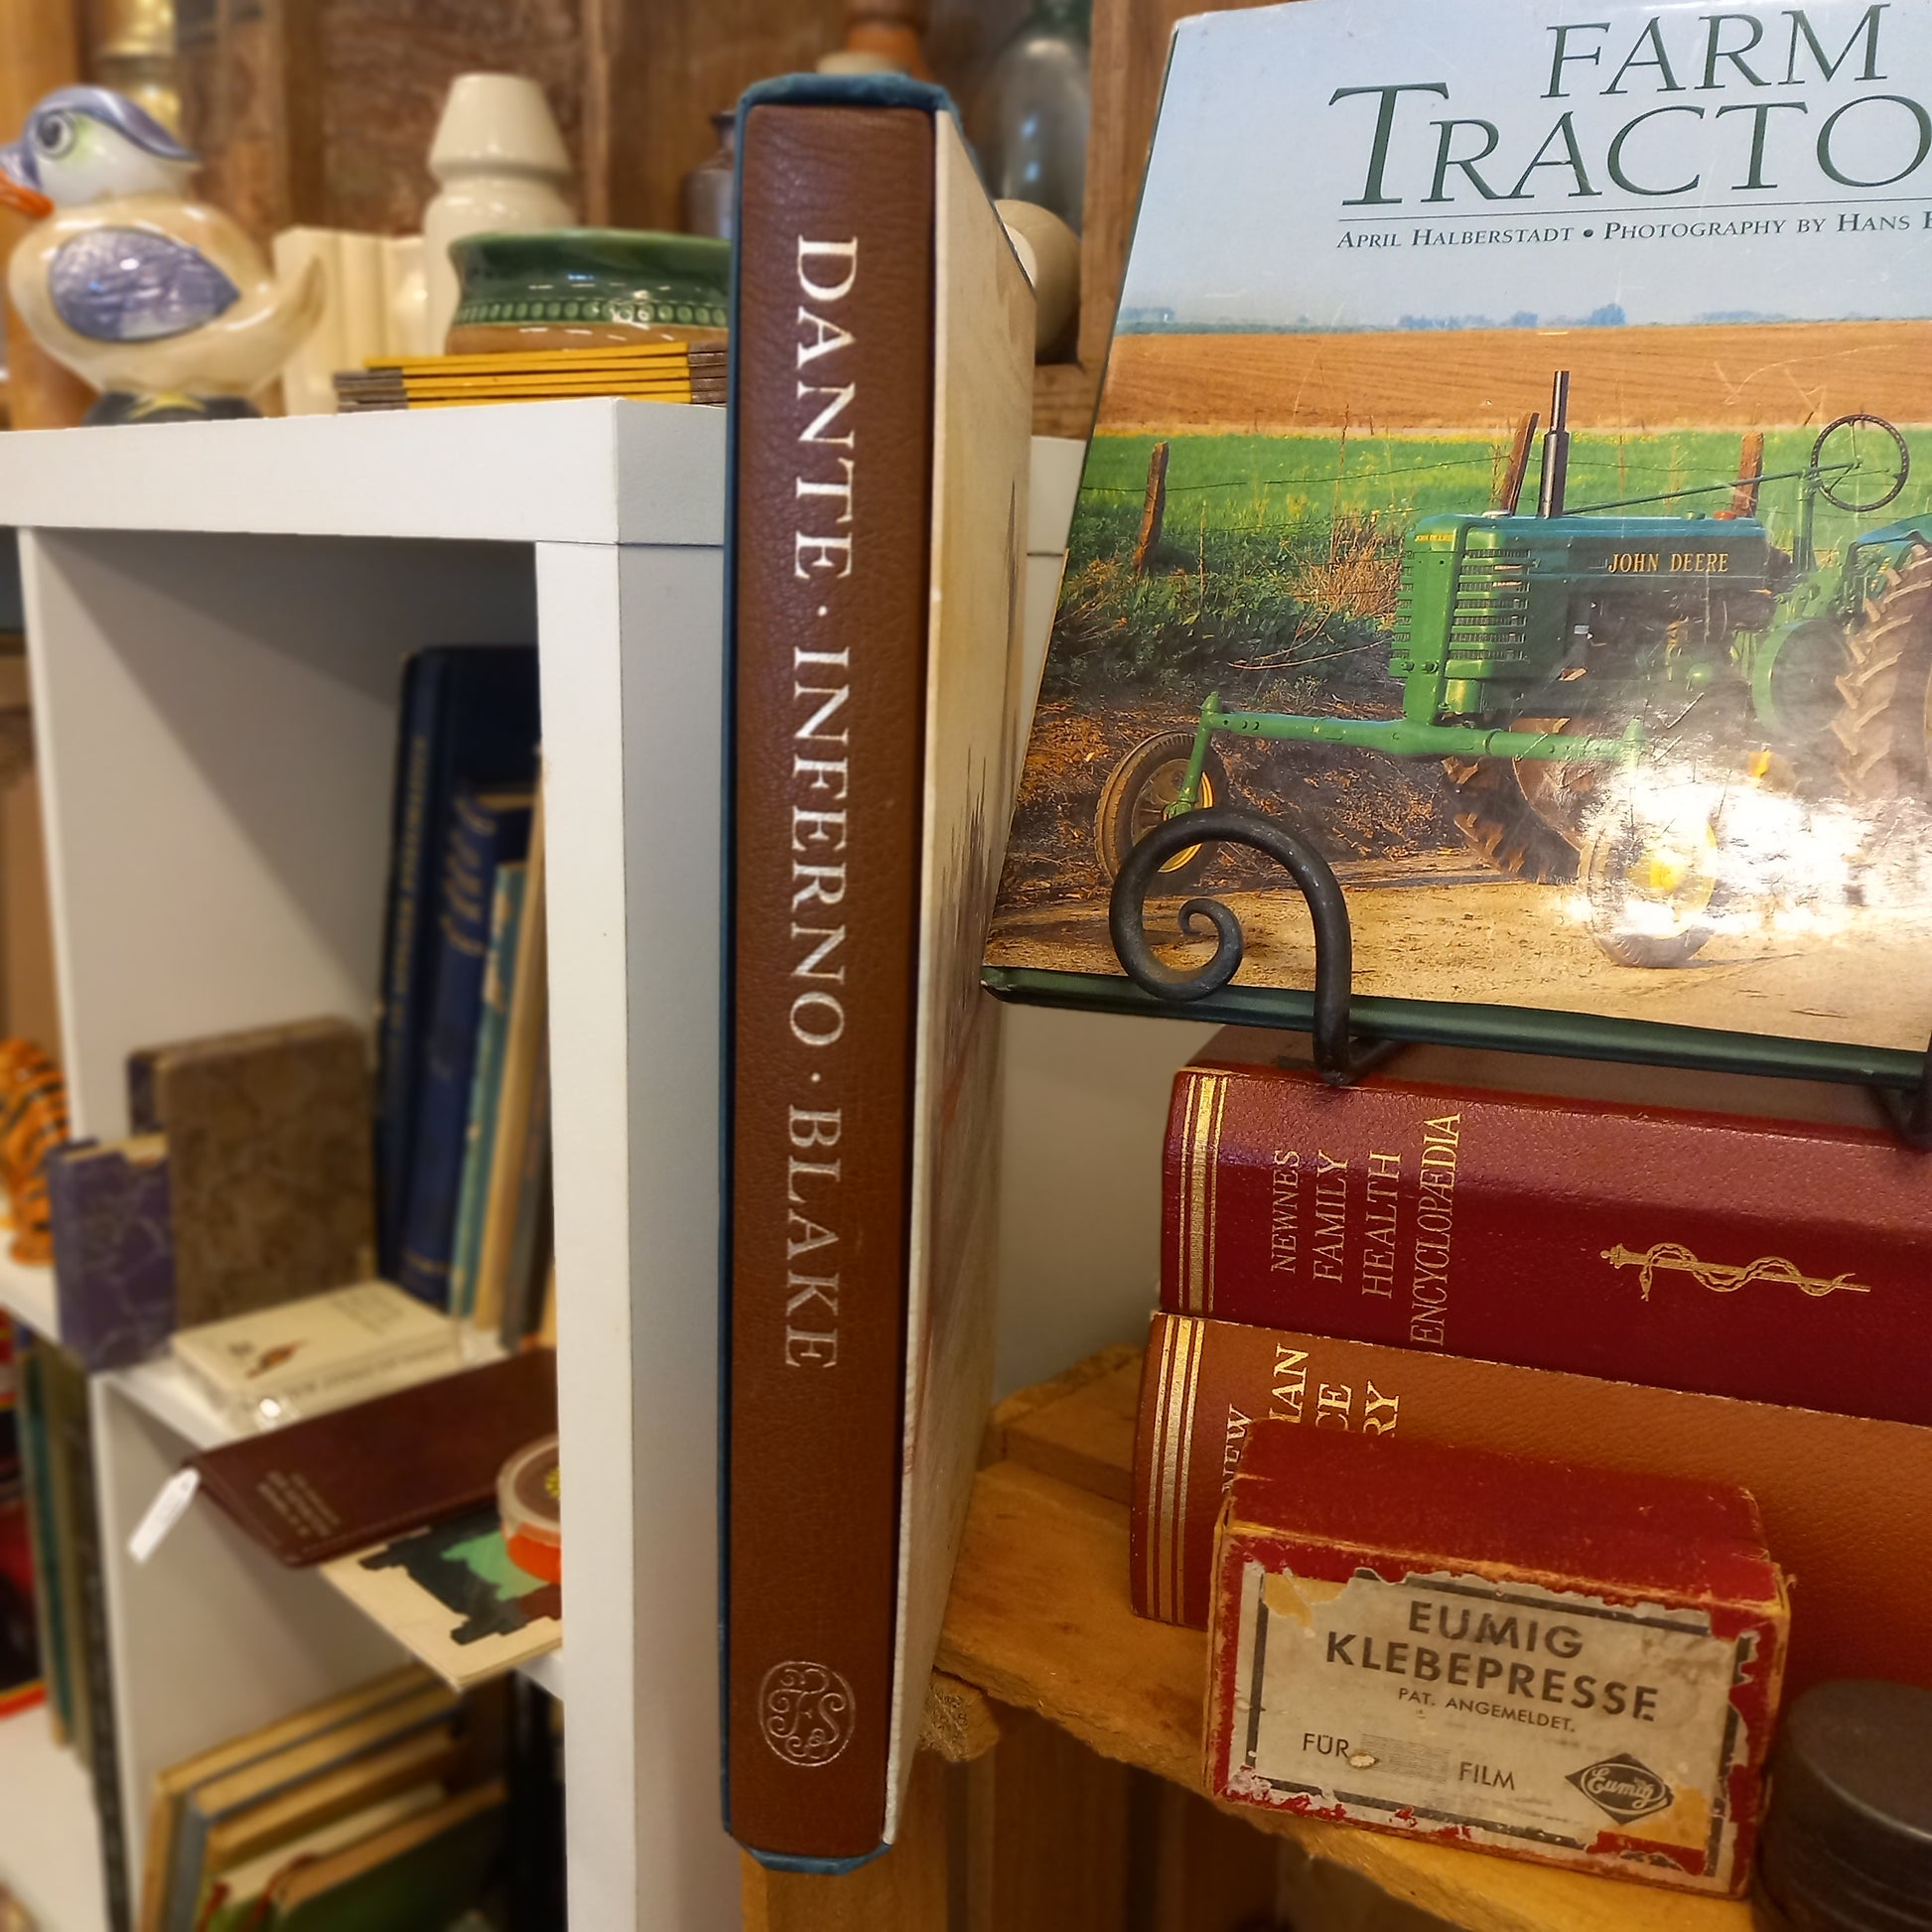 DANTE · INFERNO · BLAKE
FS
FARM
TRACTO
APRIL HALBERSTADT • PHOTOGRAPHY BY HANS
JOHN DEERE
NEWNES
FAMILY
HEALTH
ENCYCLOPÆDIA
NEW
EUMIG
KLEBEPRESSE
PAT. ANGEMELDET.
FÜR FILM
Eumig